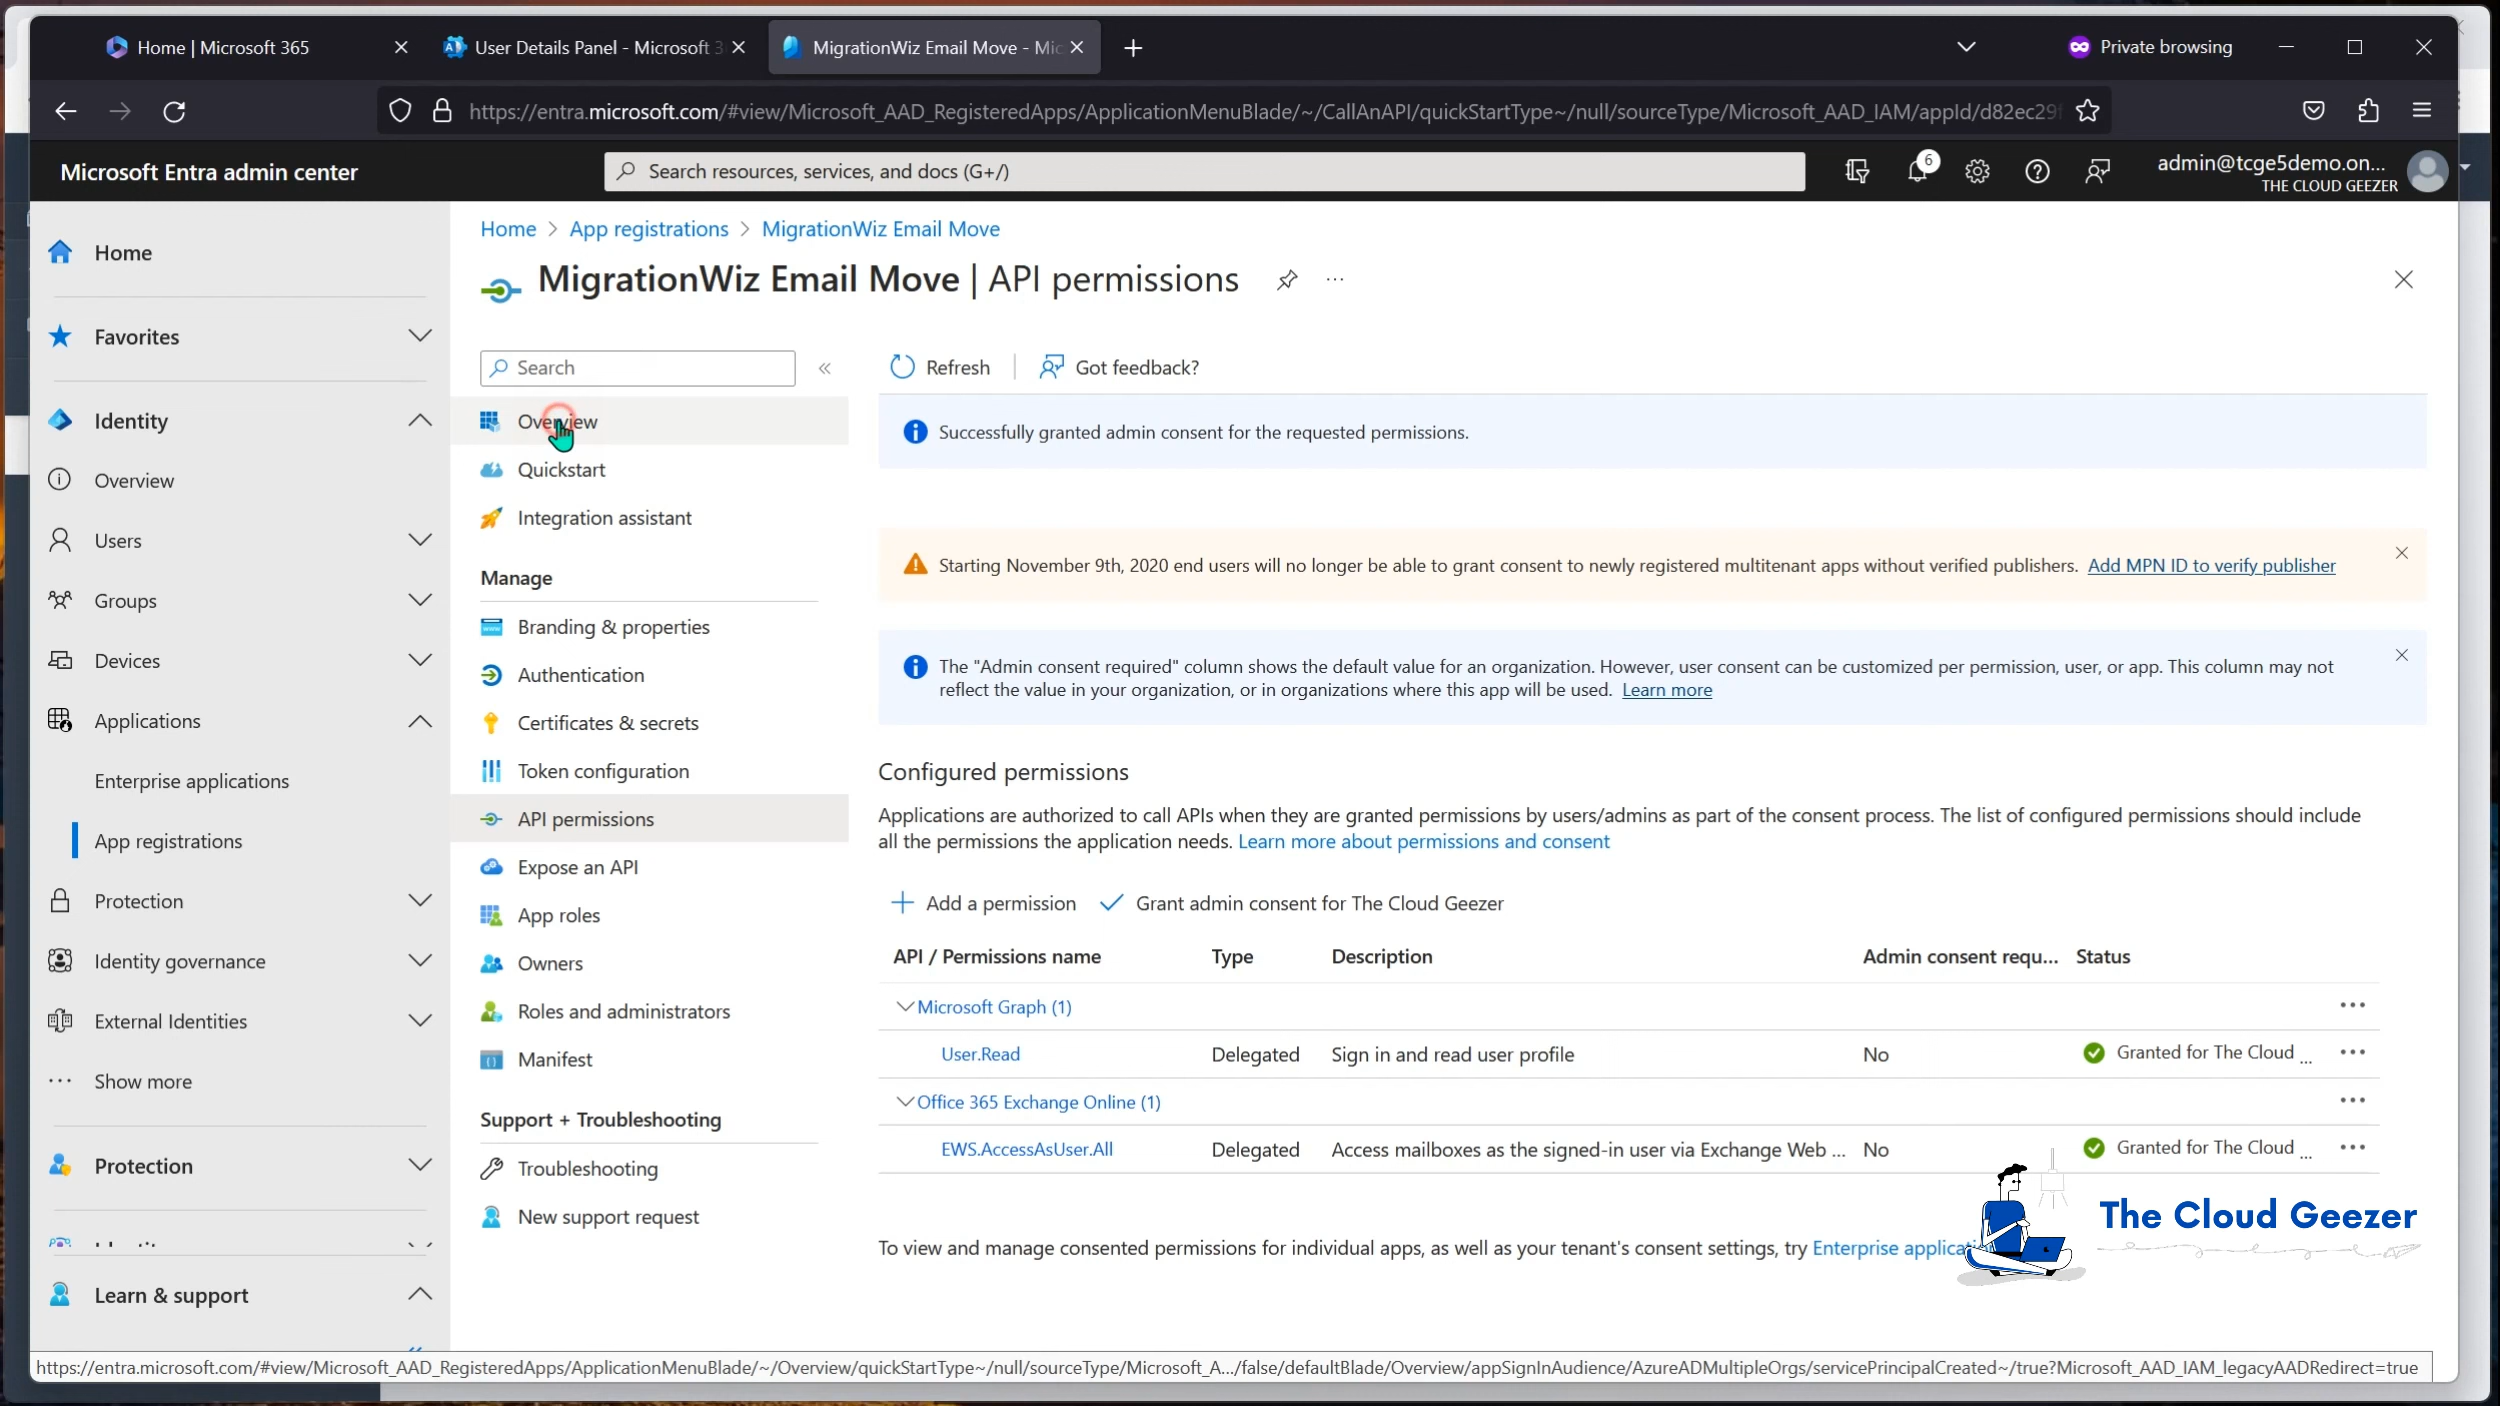 Home | Microsoft 365
User Details Panel - Microsoft 3
MigrationWiz Email Move - Mic
Private browsing
https://entra.microsoft.com/#view/Microsoft_AAD_RegisteredApps/ApplicationMenuBlade/~/CallAnAPI/quickStartType~/null/sourceType/Microsoft_AAD_IAM/appId/d82ec29f
Microsoft Entra admin center
Search resources, services, and docs (G+/)
6
admin@tcge5demo.on...
THE CLOUD GEEZER
Home
Favorites
Identity
Overview
Users
Groups
Devices
Applications
Enterprise applications
App registrations
Protection
Identity governance
External Identities
Show more
Protection
Learn & support
Home > App registrations > MigrationWiz Email Move
MigrationWiz Email Move | API permissions
Search
Overview
Quickstart
Integration assistant
Manage
Branding & properties
Authentication
Certificates & secrets
Token configuration
API permissions
Expose an API
App roles
Owners
Roles and administrators
Manifest
Support + Troubleshooting
Troubleshooting
New support request
Refresh
Got feedback?
Successfully granted admin consent for the requested permissions.
Starting November 9th, 2020 end users will no longer be able to grant consent to newly registered multitenant apps without verified publishers. Add MPN ID to verify publisher
The "Admin consent required" column shows the default value for an organization. However, user consent can be customized per permission, user, or app. This column may not
reflect the value in your organization, or in organizations where this app will be used. Learn more
Configured permissions
Applications are authorized to call APIs when they are granted permissions by users/admins as part of the consent process. The list of configured permissions should include
all the permissions the application needs. Learn more about permissions and consent
Add a permission
Grant admin consent for The Cloud Geezer
API / Permissions name Type Description Admin consent requ... Status
Microsoft Graph (1)
User.Read Delegated Sign in and read user profile No Granted for The Cloud ...
Office 365 Exchange Online (1)
EWS.AccessAsUser.All Delegated Access mailboxes as the signed-in user via Exchange Web ... No Granted for The Cloud ...
To view and manage consented permissions for individual apps, as well as your tenant's consent settings, try Enterprise
The Cloud Geezer
https://entra.microsoft.com/#view/Microsoft_AAD_RegisteredApps/ApplicationMenuBlade/~/Overview/quickStartType~/null/sourceType/Microsoft_A.../false/defaultBlade/Overview/appSignInAudience/AzureADMultipleOrgs/servicePrincipalCreated~/true?Microsoft_AAD_IAM_legacyAADRedirect=true